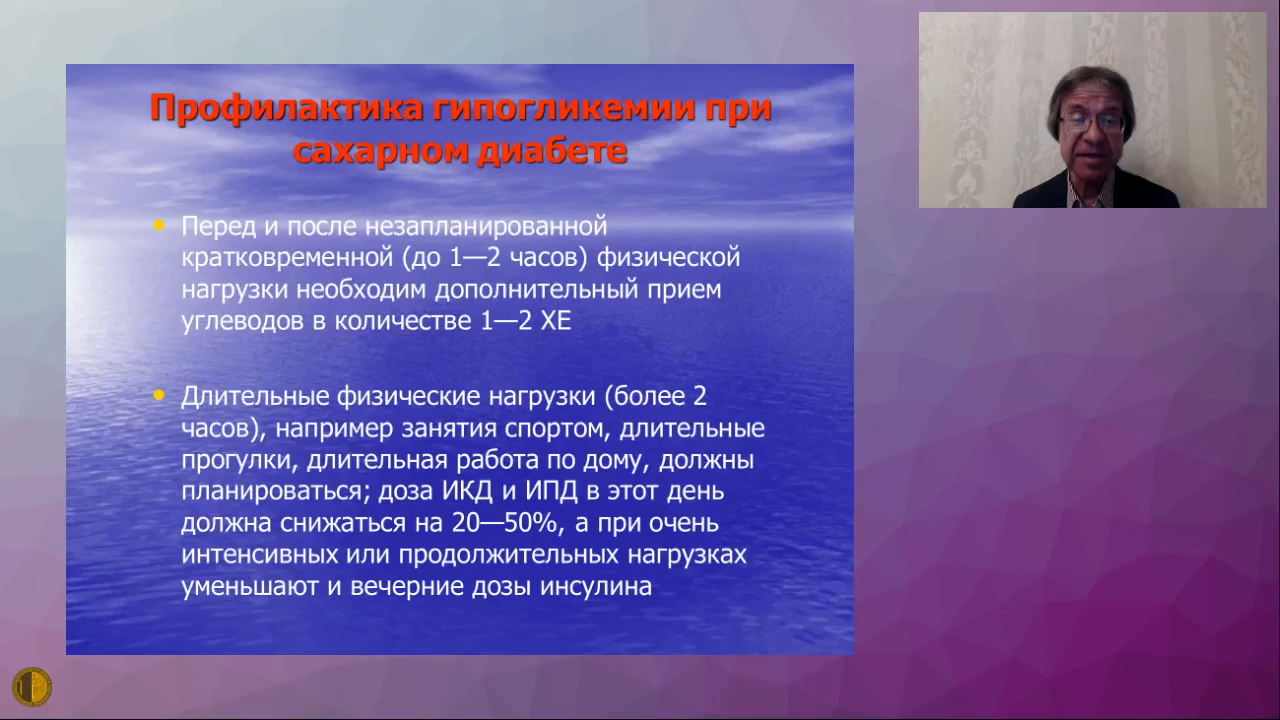 Профилактика гипогликемии при
сахарном диабете
Перед и после незапланированной
кратковременной (до 1—2 часов) физической
нагрузки необходим дополнительный прием
углеводов в количестве 1—2 ХЕ
Длительные физические нагрузки (более 2
часов), например занятия спортом, длительные
прогулки, длительная работа по дому, должны
планироваться; доза ИКД и ИПД в этот день
должна снижаться на 20—50%, а при очень
интенсивных или продолжительных нагрузках
уменьшают и вечерние дозы инсулина